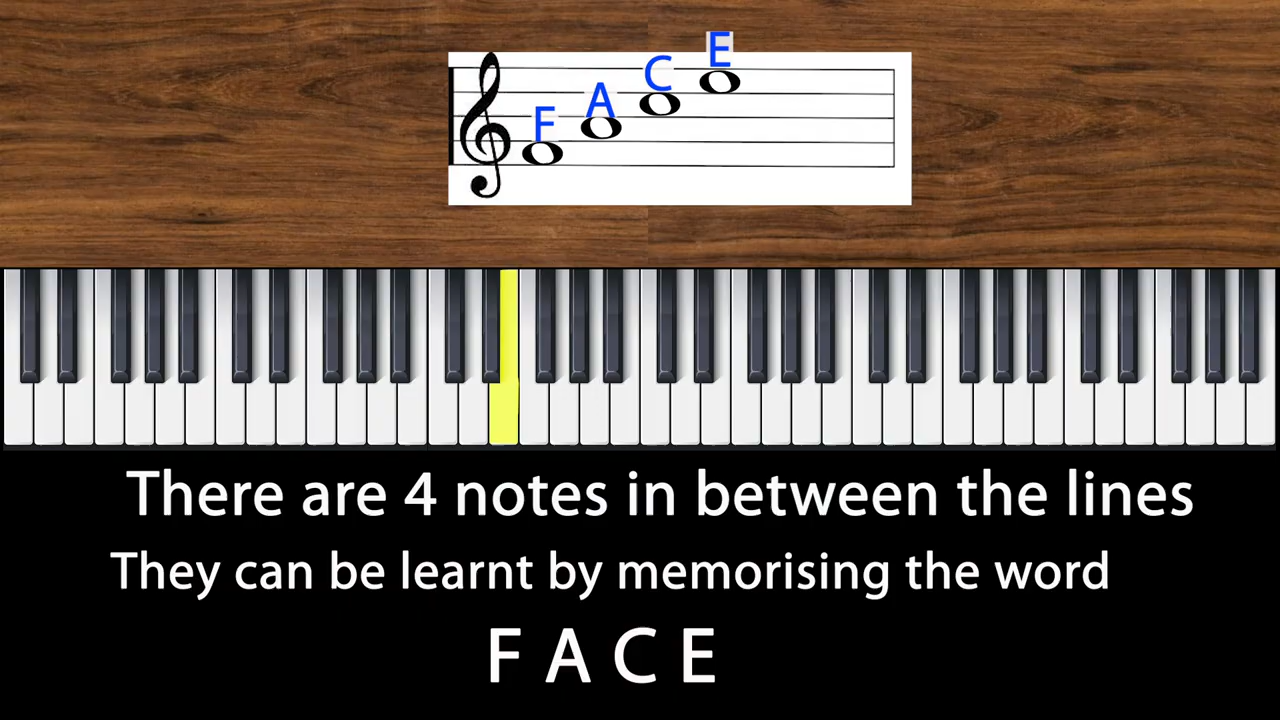 F A C E
There are 4 notes in between the lines
They can be learnt by memorising the word
F A C E